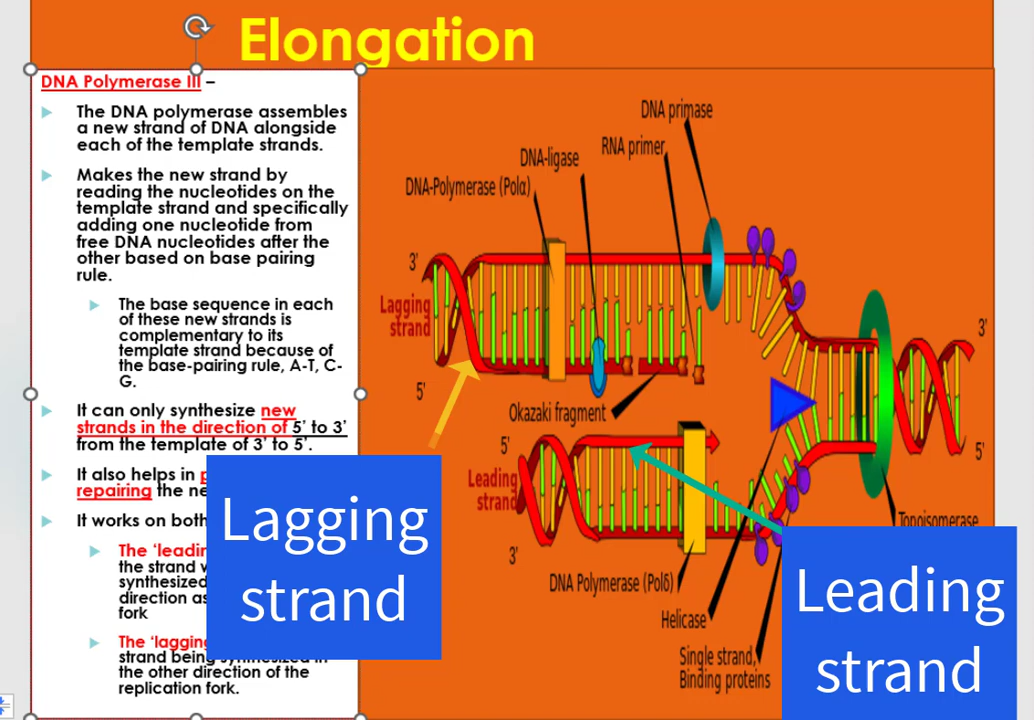 Elongation
DNA Polymerase III –
The DNA polymerase assembles
a new strand of DNA alongside
each of the template strands.
Makes the new strand by
reading the nucleotides on the
template strand and specifically
adding one nucleotide from
free DNA nucleotides after the
other based on base pairing
rule.
The base sequence in each
of these new strands is
complementary to its
template strand because of
the base-pairing rule, A-T, C-
G.
It can only synthesize new
strands in the direction of 5’ to 3’
from the template of 3’ to 5’.
It also helps in
repairing the
It works on both
The
the strand
synthesized
direction
fork
The
strand being synthesized in
the other direction of the
replication fork.
DNA primase
RNA primer
DNA-ligase
DNA-Polymerase (Polα)
3'
Lagging
strand
5'
Okazaki fragment
3'
5'
5'
Leading
strand
3'
Topoisomerase
DNA Polymerase (Polδ)
Helicase
Single strand,
Binding proteins
Lagging
strand
Leading
strand